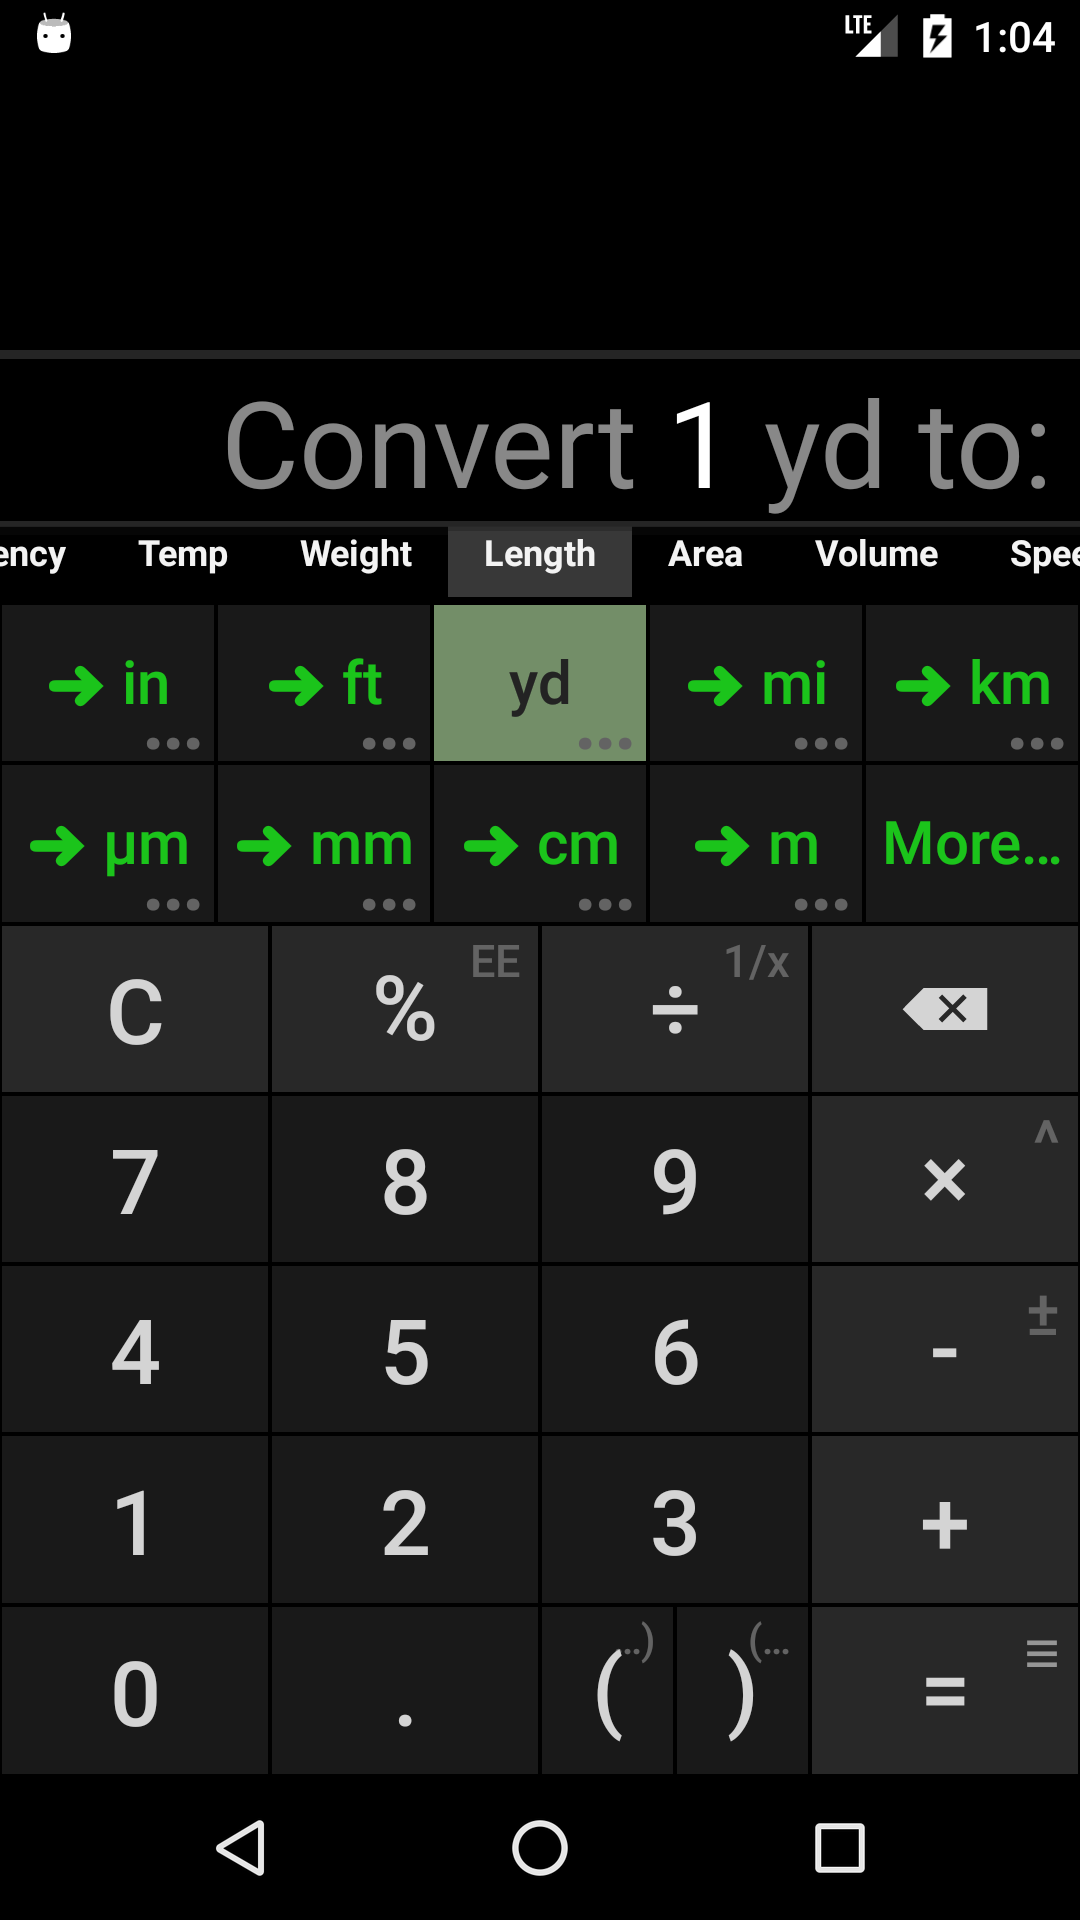 LTE 1:04
Convert 1 yd to:
ency Temp Weight Length Area Volume Spee
in ft yd mi km
µm mm cm m More...
C % EE ÷ 1/x
7 8 9 × ^
4 5 6 - ±
1 2 3 +
0 . ( ..) ) (... =